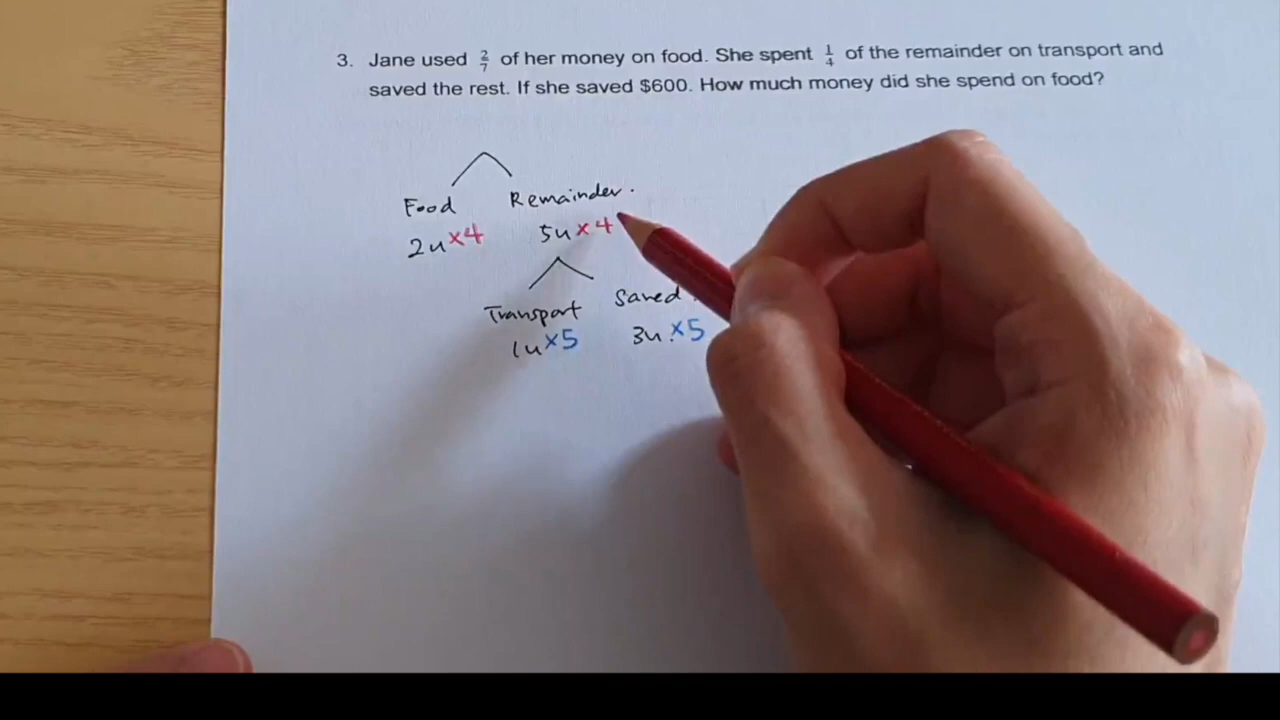 3. Jane used 2/7 of her money on food. She spent 1/4 of the remainder on transport and
saved the rest. If she saved $600. How much money did she spend on food?
Food Remainder.
2u×4 5u×4
Transport Saved
1u×5 3u.×5